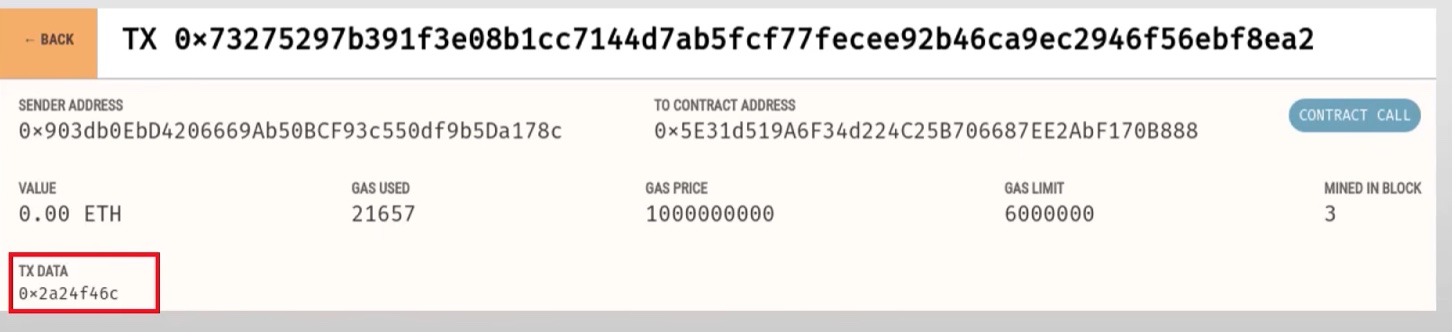 ← BACK
TX 0×73275297b391f3e08b1cc7144d7ab5fcf77fecee92b46ca9ec2946f56ebf8ea2
SENDER ADDRESS TO CONTRACT ADDRESS
0×903db0EbD4206669Ab50BCF93c550df9b5Da178c 0×5E31d519A6F34d224C25B706687EE2AbF170B888
CONTRACT CALL
VALUE GAS USED GAS PRICE GAS LIMIT MINED IN BLOCK
0.00 ETH 21657 1000000000 6000000 3
TX DATA
0×2a24f46c